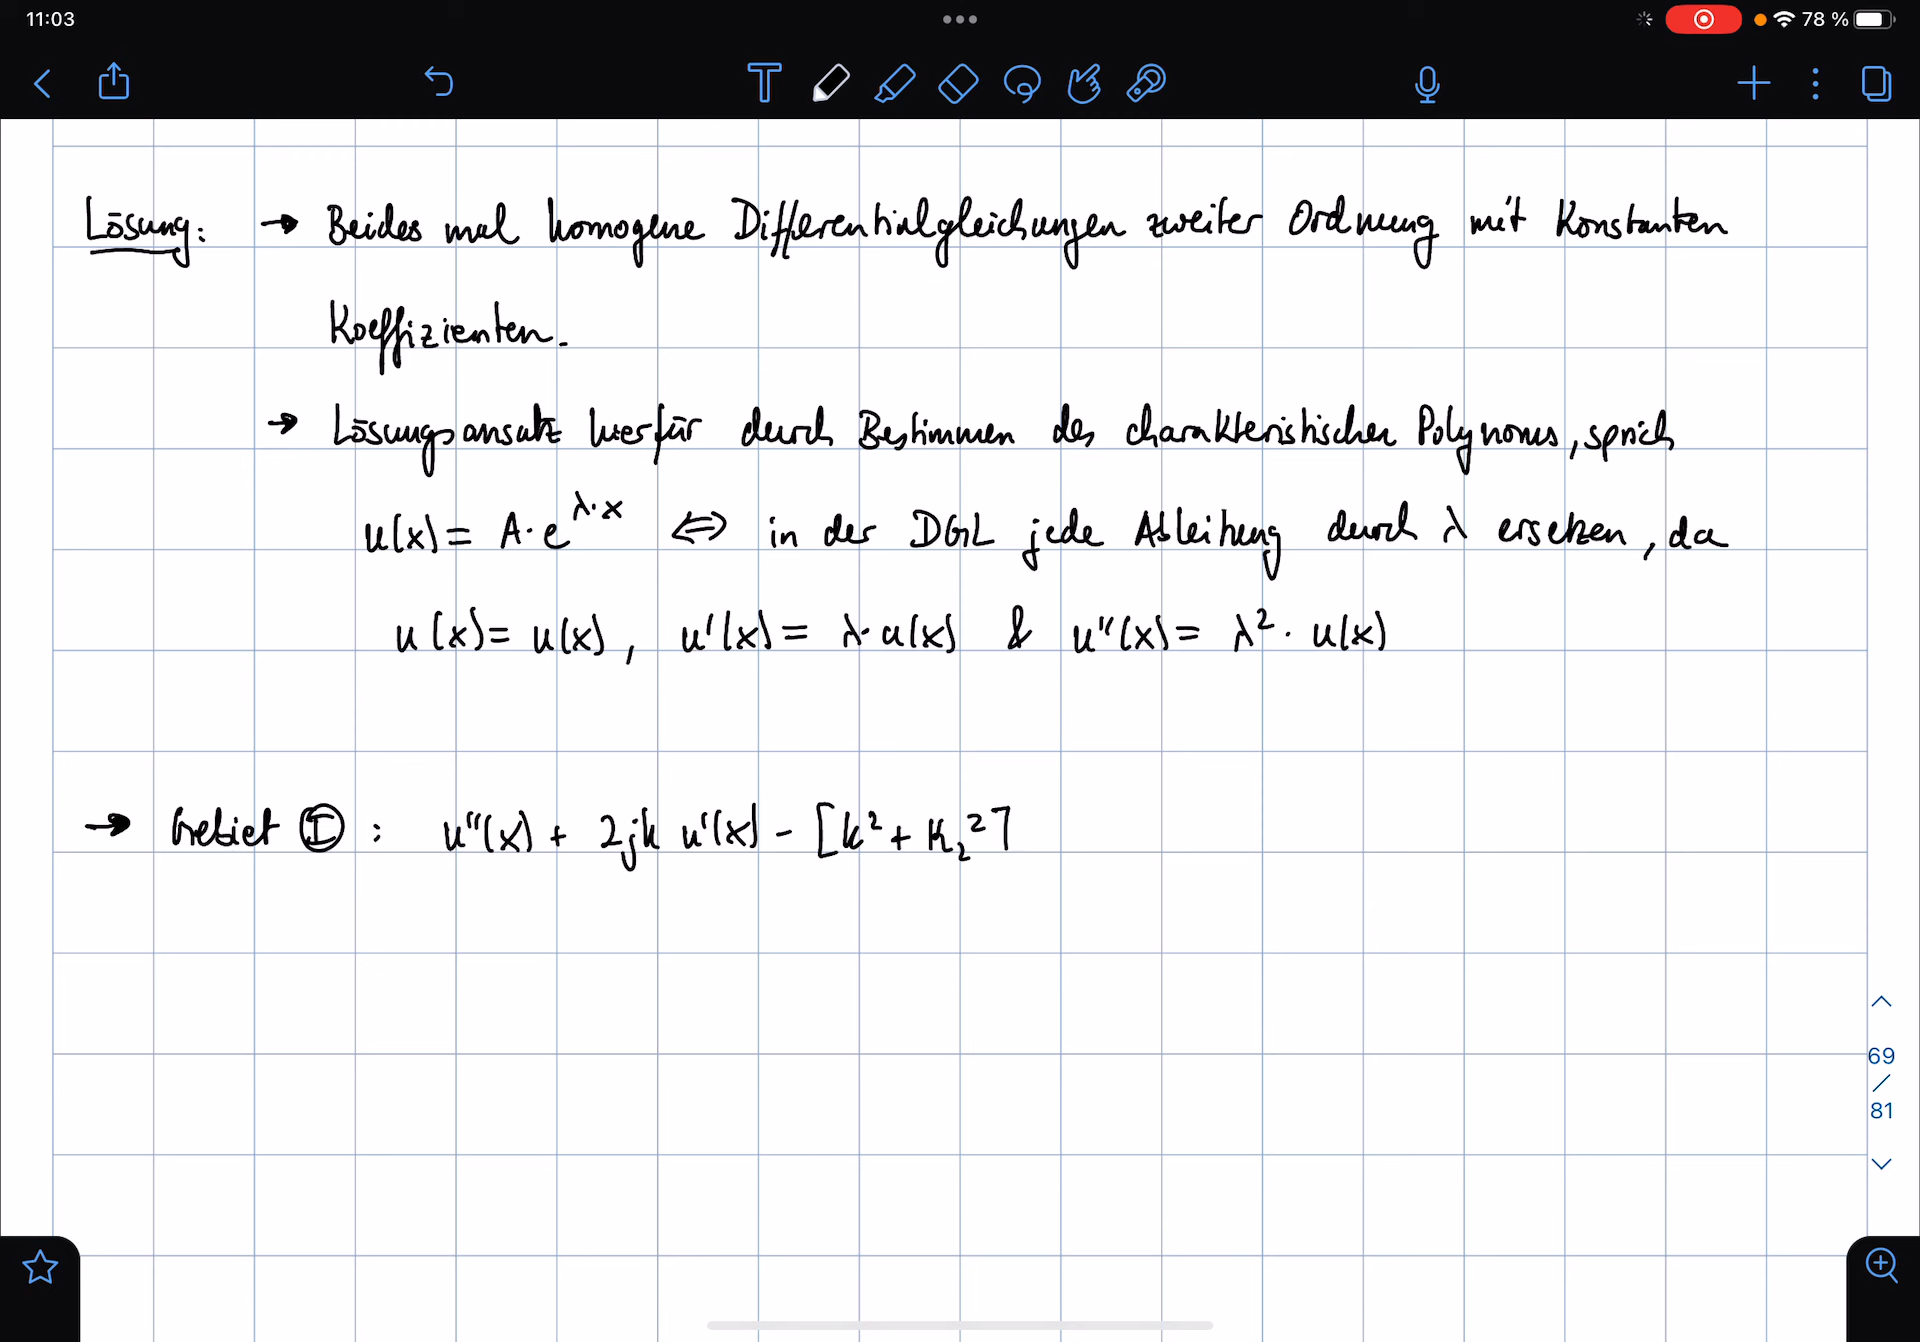 11:03
78 %
Lösung: → Beides mal homogene Differentialgleichungen zweiter Ordnung mit Konstanten
Koeffizienten.
→ Lösungsansatz hierfür durch Bestimmen des charakteristischen Polynoms, sprich
u(x) = A · e^{λ·x} ⇔ in der DGL jede Ableitung durch λ ersetzen, da
u(x) = u(x), u'(x) = λ · u(x) & u''(x) = λ² · u(x)
→ Gebiet Ⓘ : u''(x) + 2jk u'(x) - [k² + K₂²]
69
/
81